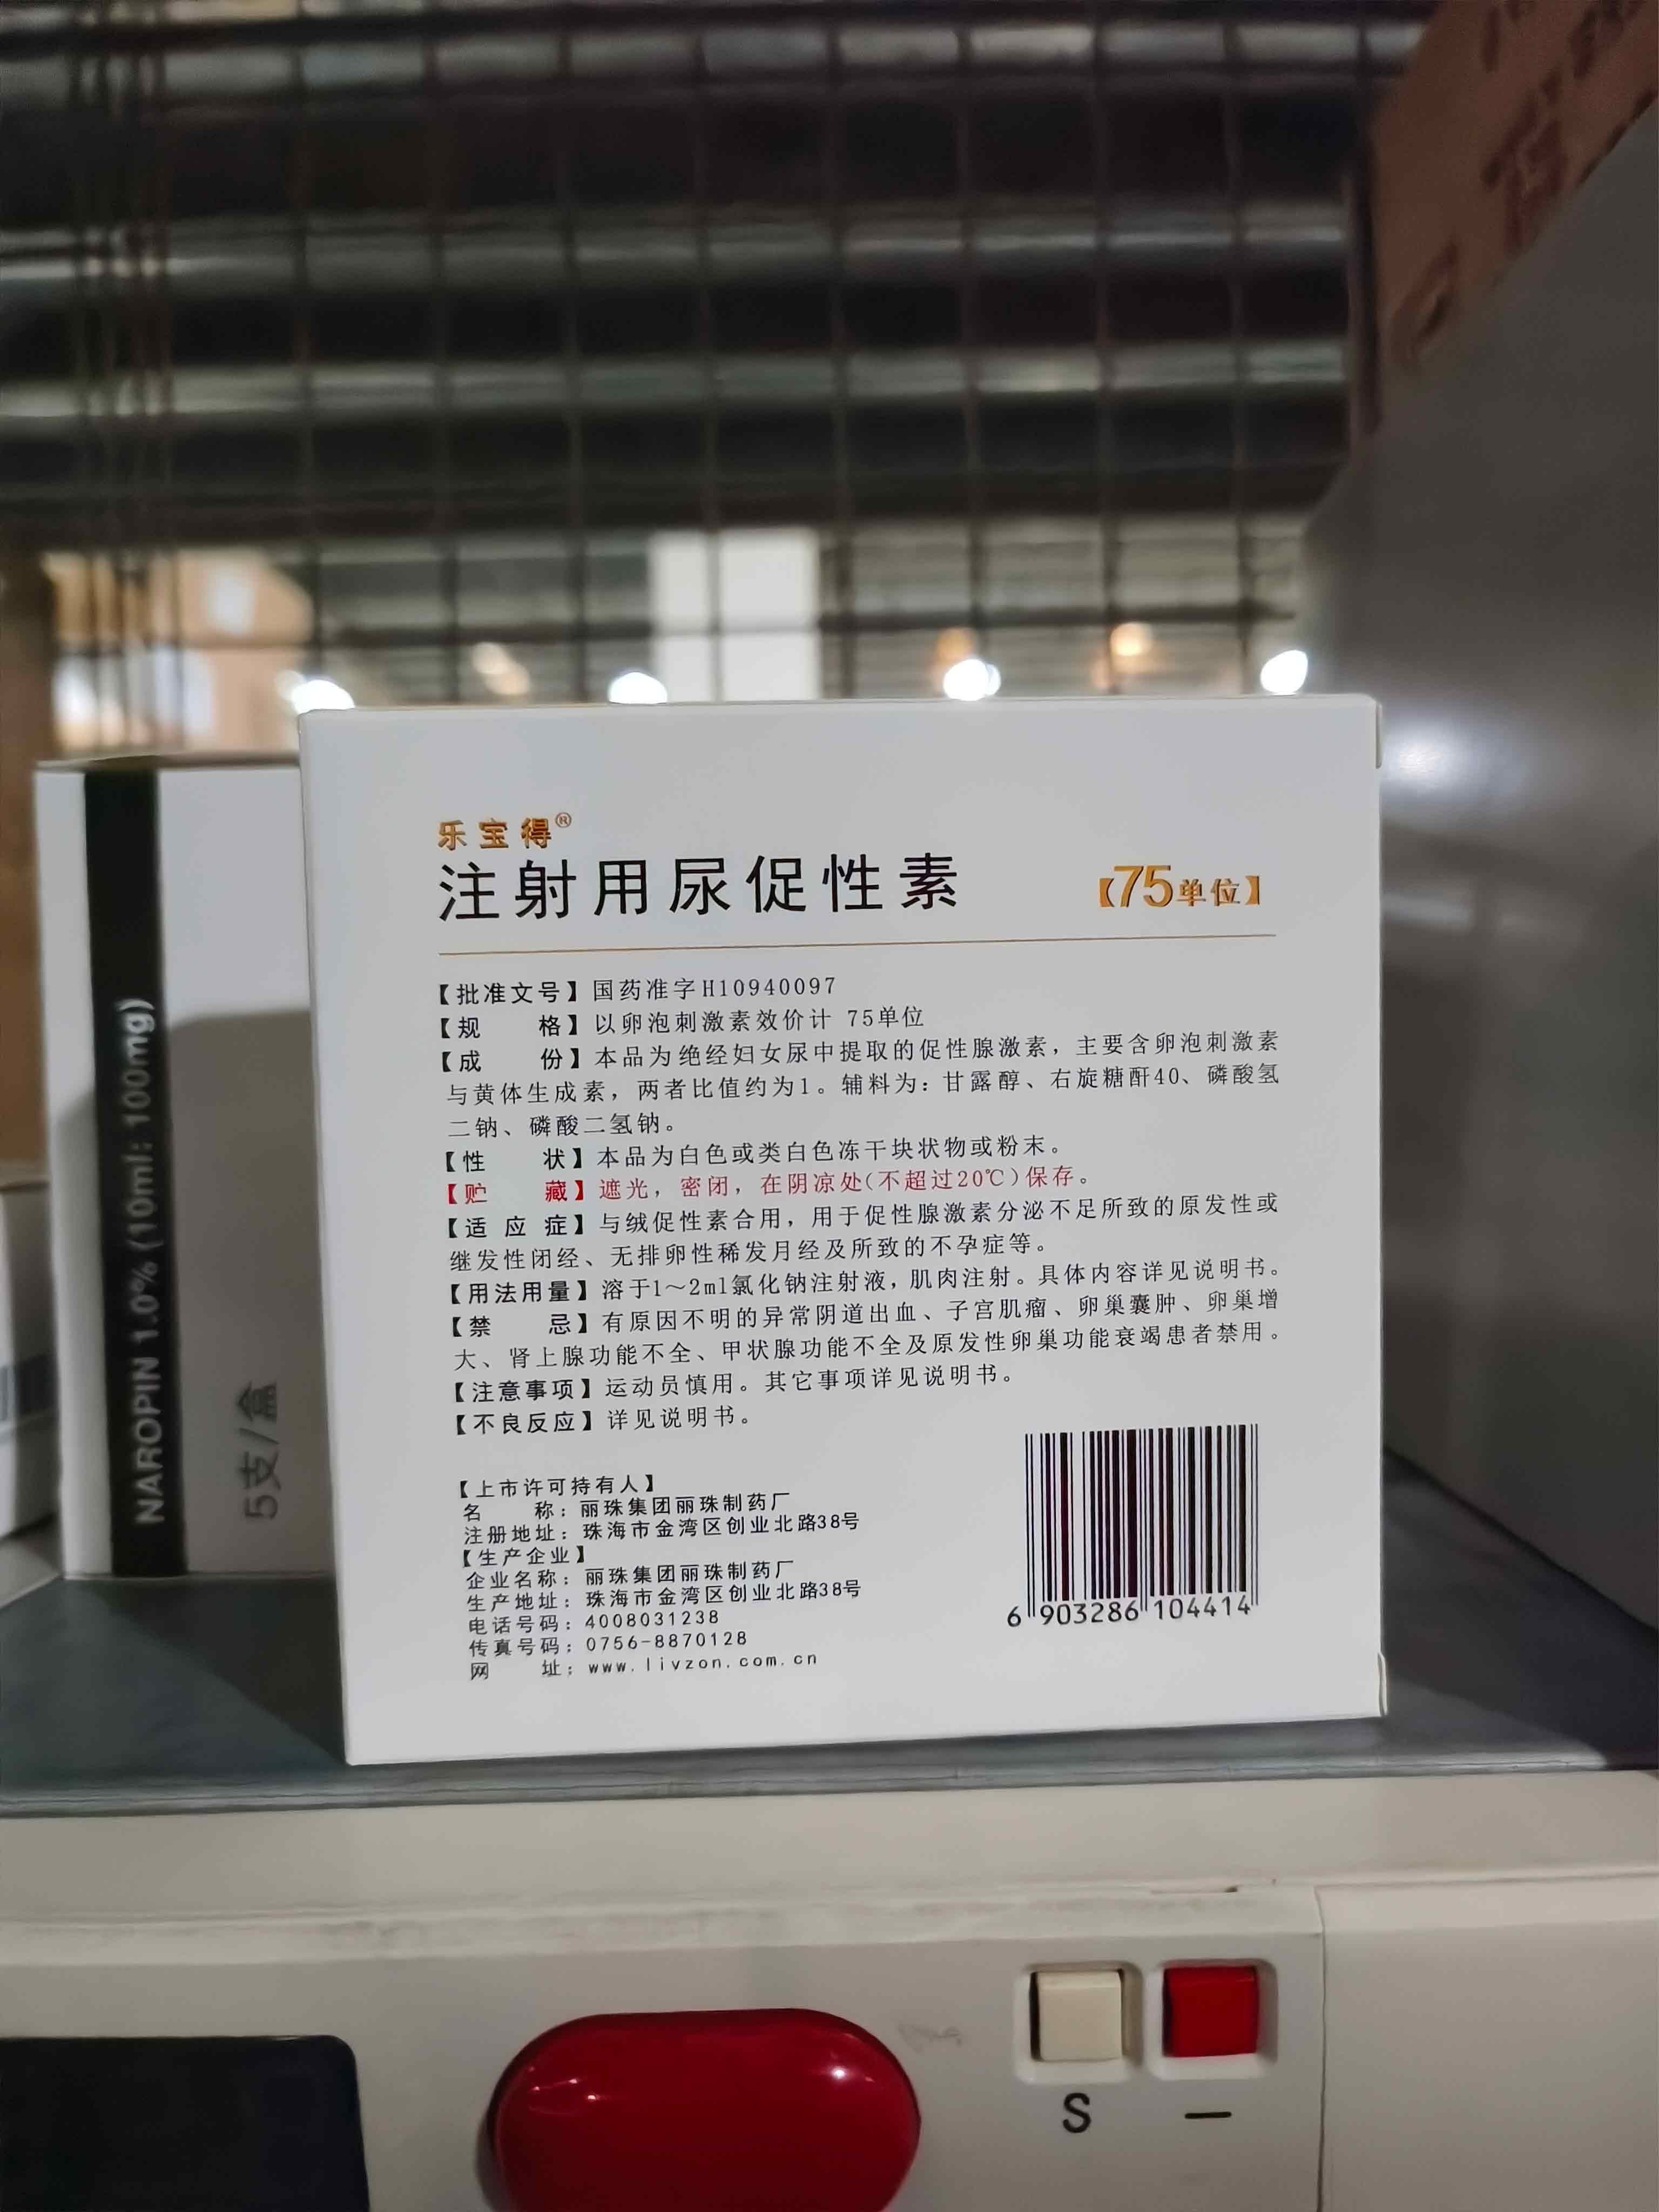 乐宝得®
注射用尿促性素 【75单位】
【批准文号】国药准字H10940097
【规 格】以卵泡刺激素效价计 75单位
【成 份】本品为绝经妇女尿中提取的促性腺激素，主要含卵泡刺激素
与黄体生成素，两者比值约为1。辅料为：甘露醇、右旋糖酐40、磷酸氢
二钠、磷酸二氢钠。
【性 状】本品为白色或类白色冻干块状物或粉末。
【贮 藏】遮光，密闭，在阴凉处(不超过20℃)保存。
【适 应 症】与绒促性素合用，用于促性腺激素分泌不足所致的原发性或
继发性闭经、无排卵性稀发月经及所致的不孕症等。
【用法用量】溶于1～2ml氯化钠注射液，肌肉注射。具体内容详见说明书。
【禁 忌】有原因不明的异常阴道出血、子宫肌瘤、卵巢囊肿、卵巢增
大、肾上腺功能不全、甲状腺功能不全及原发性卵巢功能衰竭患者禁用。
【注意事项】运动员慎用。其它事项详见说明书。
【不良反应】详见说明书。
【上市许可持有人】
名 称：丽珠集团丽珠制药厂
注册地址：珠海市金湾区创业北路38号
【生产企业】
企业名称：丽珠集团丽珠制药厂
生产地址：珠海市金湾区创业北路38号
电话号码：4008031238
传真号码：0756-8870128
网 址：www.livzon.com.cn
6 903286 104414
NAROPIN 1.0% (10ml: 100mg)
5支/盒
S
—